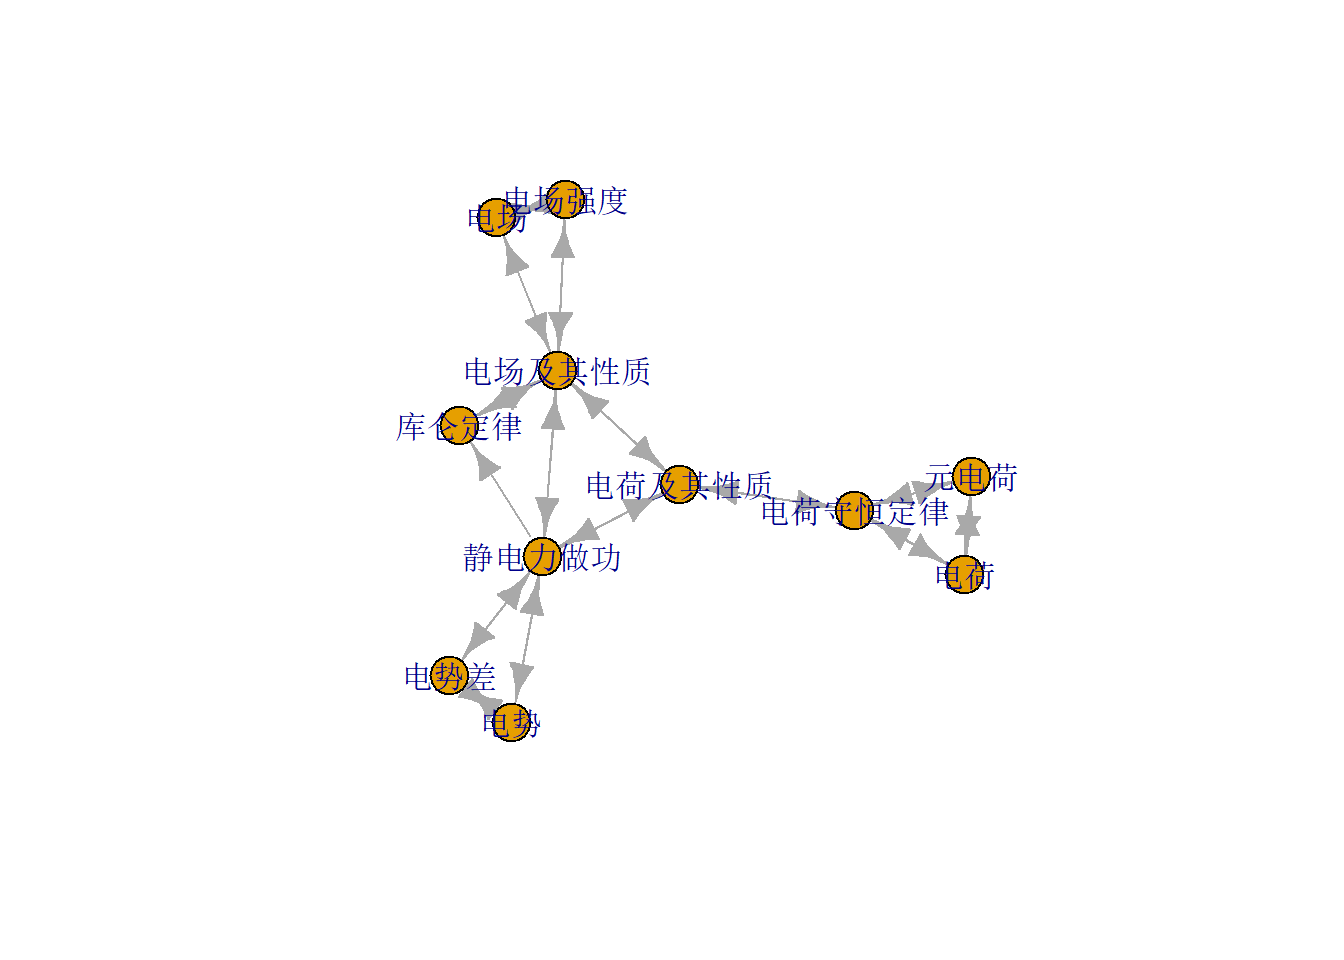 电场强度
电场
电场及其性质
库仑定律
元电荷
电荷及其性质
电荷守恒定律
静电力做功
电荷
电势差
电势